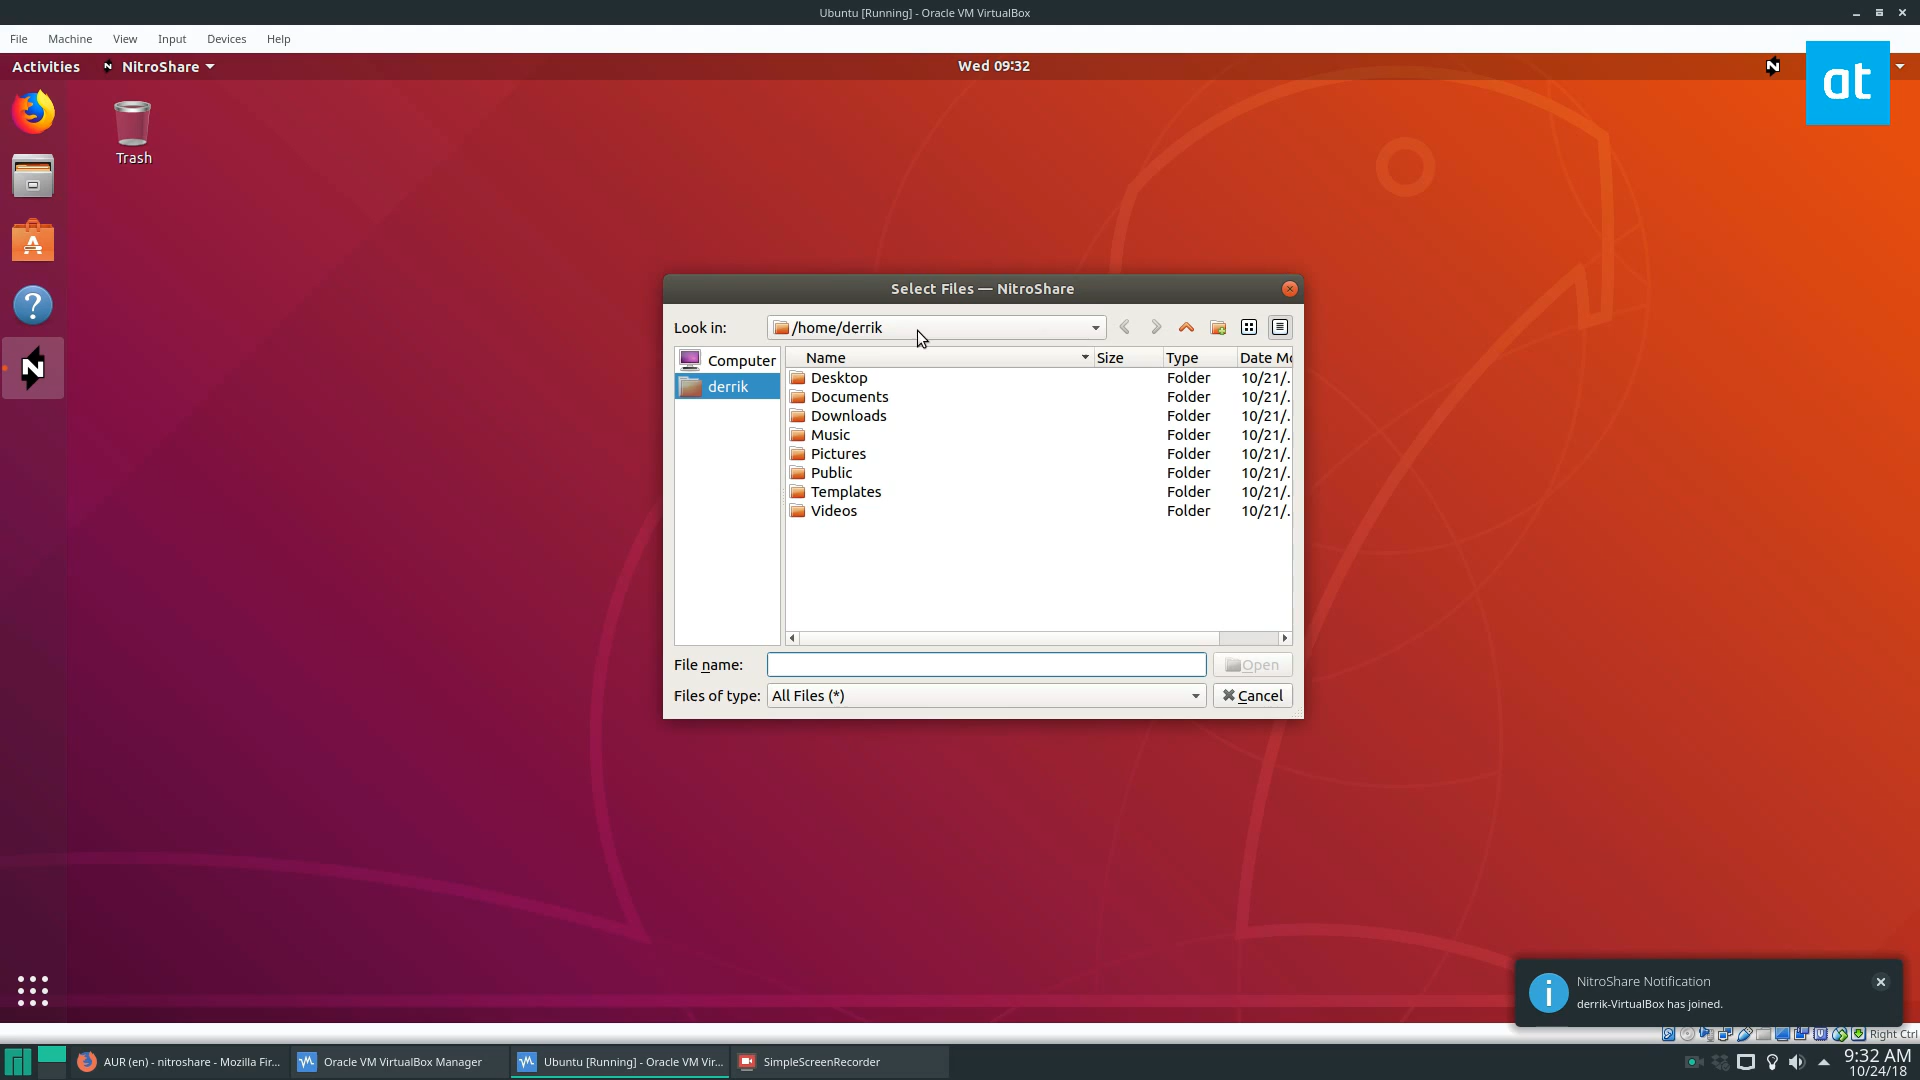 Ubuntu [Running] - Oracle VM VirtualBox
File Machine View Input Devices Help
Activities NitroShare Wed 09:32
at
Trash
Select Files — NitroShare
Look in: /home/derrik
Computer
derrik
Name Size Type Date Mo
Desktop Folder 10/21/.
Documents Folder 10/21/.
Downloads Folder 10/21/.
Music Folder 10/21/.
Pictures Folder 10/21/.
Public Folder 10/21/.
Templates Folder 10/21/.
Videos Folder 10/21/.
File name: Open
Files of type: All Files (*) Cancel
NitroShare Notification
derrik-VirtualBox has joined.
Right Ctrl
AUR (en) - nitroshare - Mozilla Fir... Oracle VM VirtualBox Manager Ubuntu [Running] - Oracle VM Vir... SimpleScreenRecorder 9:32 AM
10/24/18